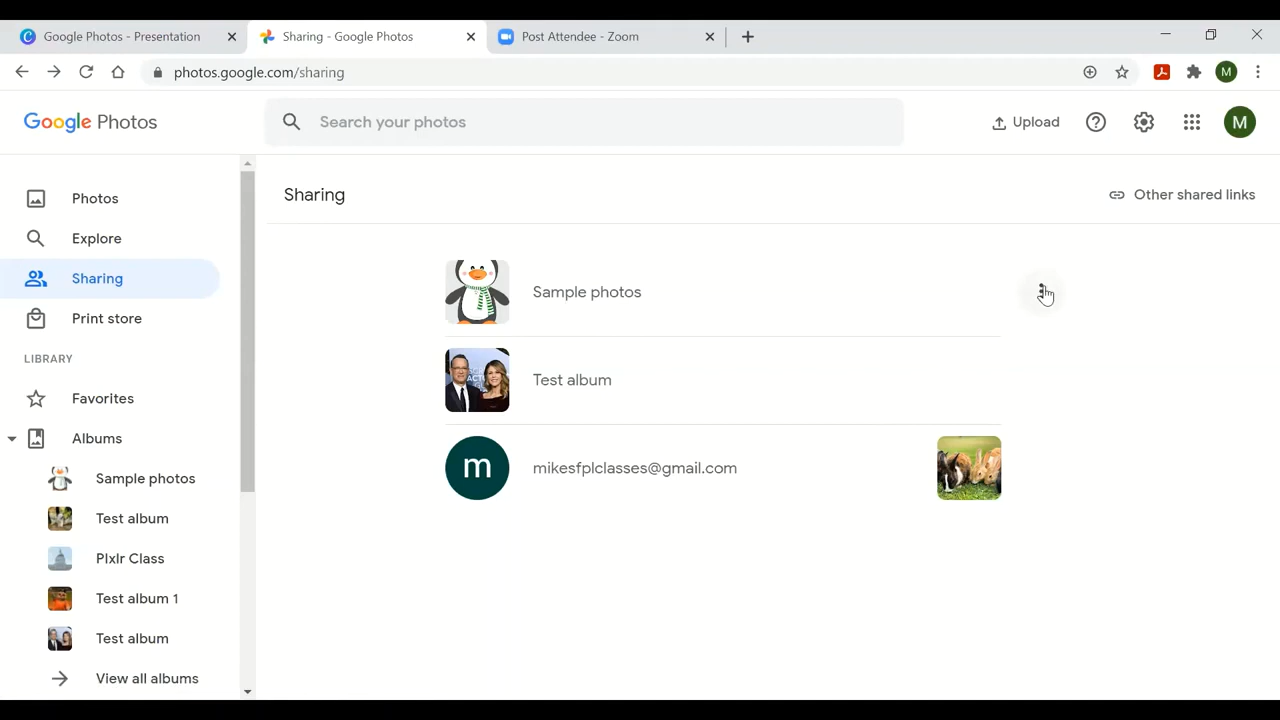 Google Photos - Presentation
Sharing - Google Photos
Post Attendee - Zoom
photos.google.com/sharing
M
Google Photos
Search your photos
Upload
M
Photos
Explore
Sharing
Print store
LIBRARY
Favorites
Albums
Sample photos
Test album
Pixlr Class
Test album 1
Test album
View all albums
Sharing
Other shared links
Sample photos
Test album
m
mikesfplclasses@gmail.com